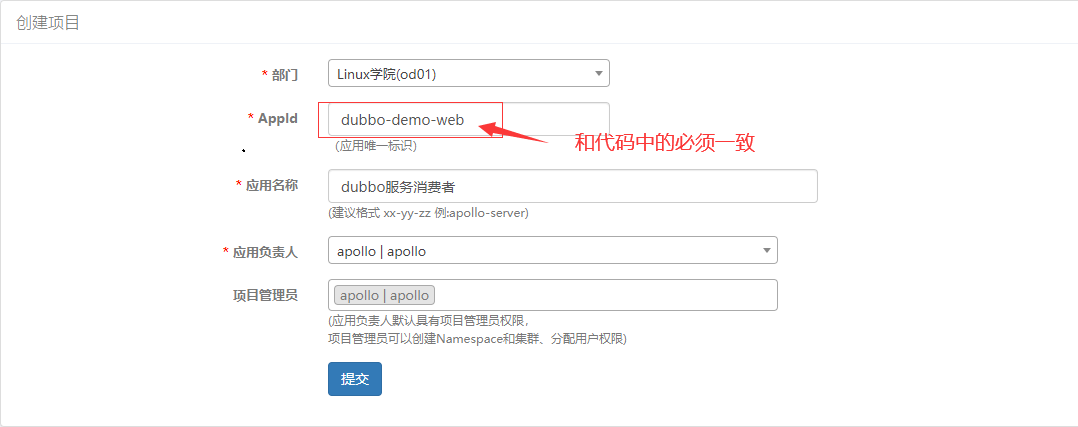 创建项目
* 部门
Linux学院(od01)
* AppId
dubbo-demo-web
和代码中的必须一致
(应用唯一标识)
* 应用名称
dubbo服务消费者
(建议格式 xx-yy-zz 例:apollo-server)
* 应用负责人
apollo | apollo
项目管理员
apollo | apollo
(应用负责人默认具有项目管理员权限，
项目管理员可以创建Namespace和集群、分配用户权限)
提交